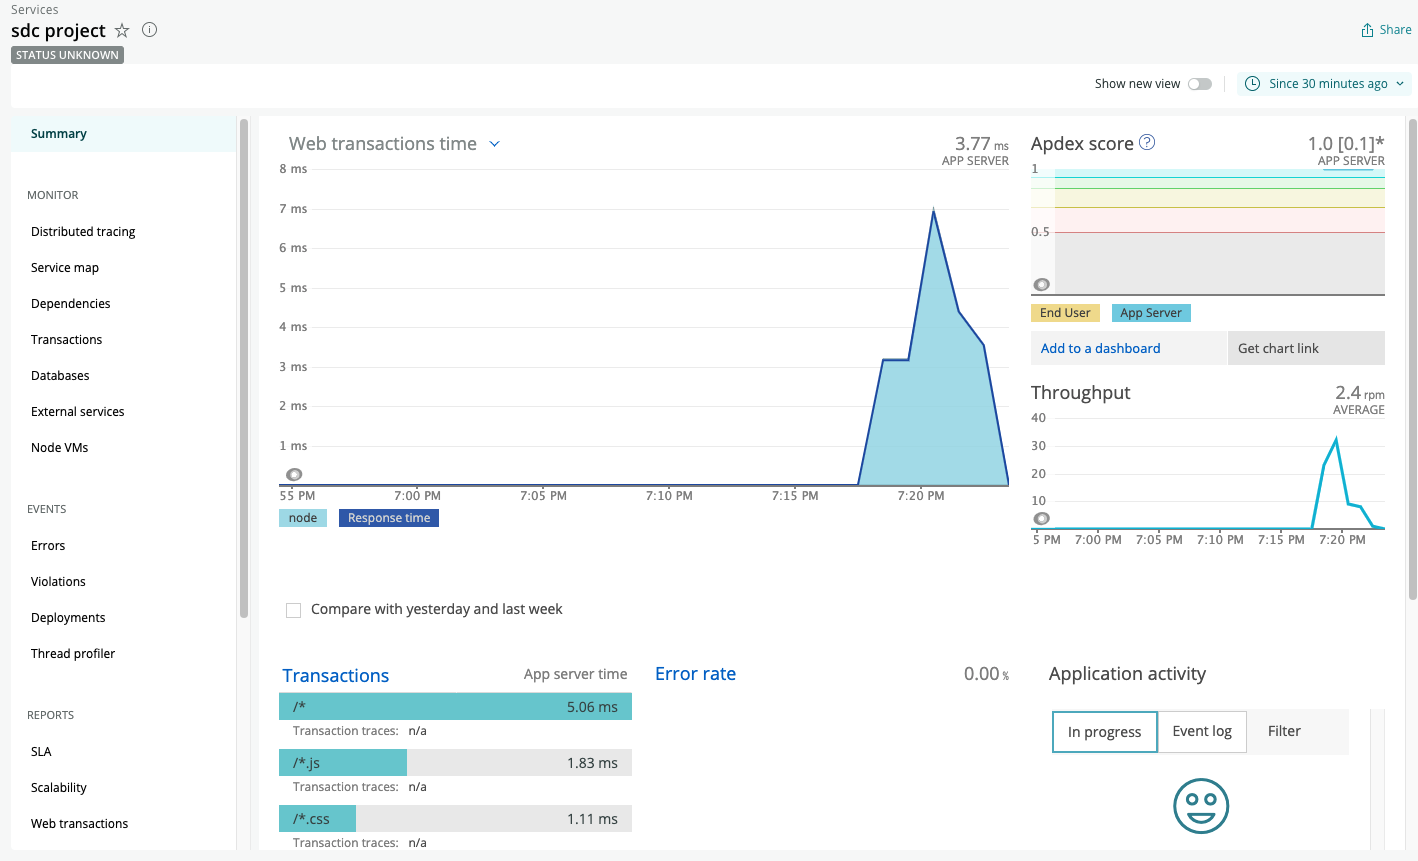 Services
sdc project
STATUS UNKNOWN
Share
Show new view
Since 30 minutes ago
Summary
MONITOR
Distributed tracing
Service map
Dependencies
Transactions
Databases
External services
Node VMs
EVENTS
Errors
Violations
Deployments
Thread profiler
REPORTS
SLA
Scalability
Web transactions
Web transactions time
3.77 ms
APP SERVER
8 ms
7 ms
6 ms
5 ms
4 ms
3 ms
2 ms
1 ms
55 PM 7:00 PM 7:05 PM 7:10 PM 7:15 PM 7:20 PM
node Response time
Apdex score ?
1.0 [0.1]*
APP SERVER
1
0.5
End User App Server
Add to a dashboard Get chart link
Throughput
2.4 rpm
AVERAGE
40
30
20
10
5 PM 7:00 PM 7:05 PM 7:10 PM 7:15 PM 7:20 PM
Compare with yesterday and last week
Transactions App server time
/* 5.06 ms
Transaction traces: n/a
/*.js 1.83 ms
Transaction traces: n/a
/*.css 1.11 ms
Transaction traces: n/a
Error rate 0.00 %
Application activity
In progress Event log Filter